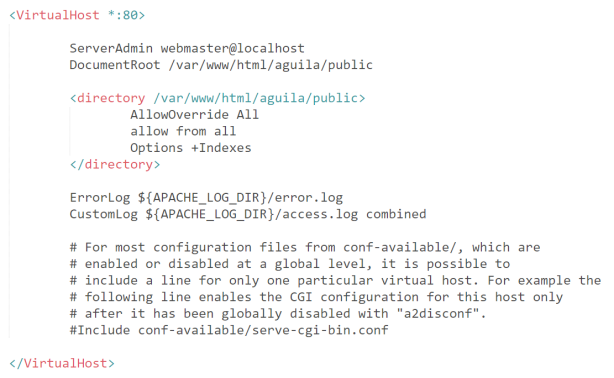 <VirtualHost *:80>
ServerAdmin webmaster@localhost
DocumentRoot /var/www/html/aguila/public
<directory /var/www/html/aguila/public>
AllowOverride All
allow from all
Options +Indexes
</directory>
ErrorLog ${APACHE_LOG_DIR}/error.log
CustomLog ${APACHE_LOG_DIR}/access.log combined
# For most configuration files from conf-available/, which are
# enabled or disabled at a global level, it is possible to
# include a line for only one particular virtual host. For example the
# following line enables the CGI configuration for this host only
# after it has been globally disabled with "a2disconf".
#Include conf-available/serve-cgi-bin.conf
</VirtualHost>